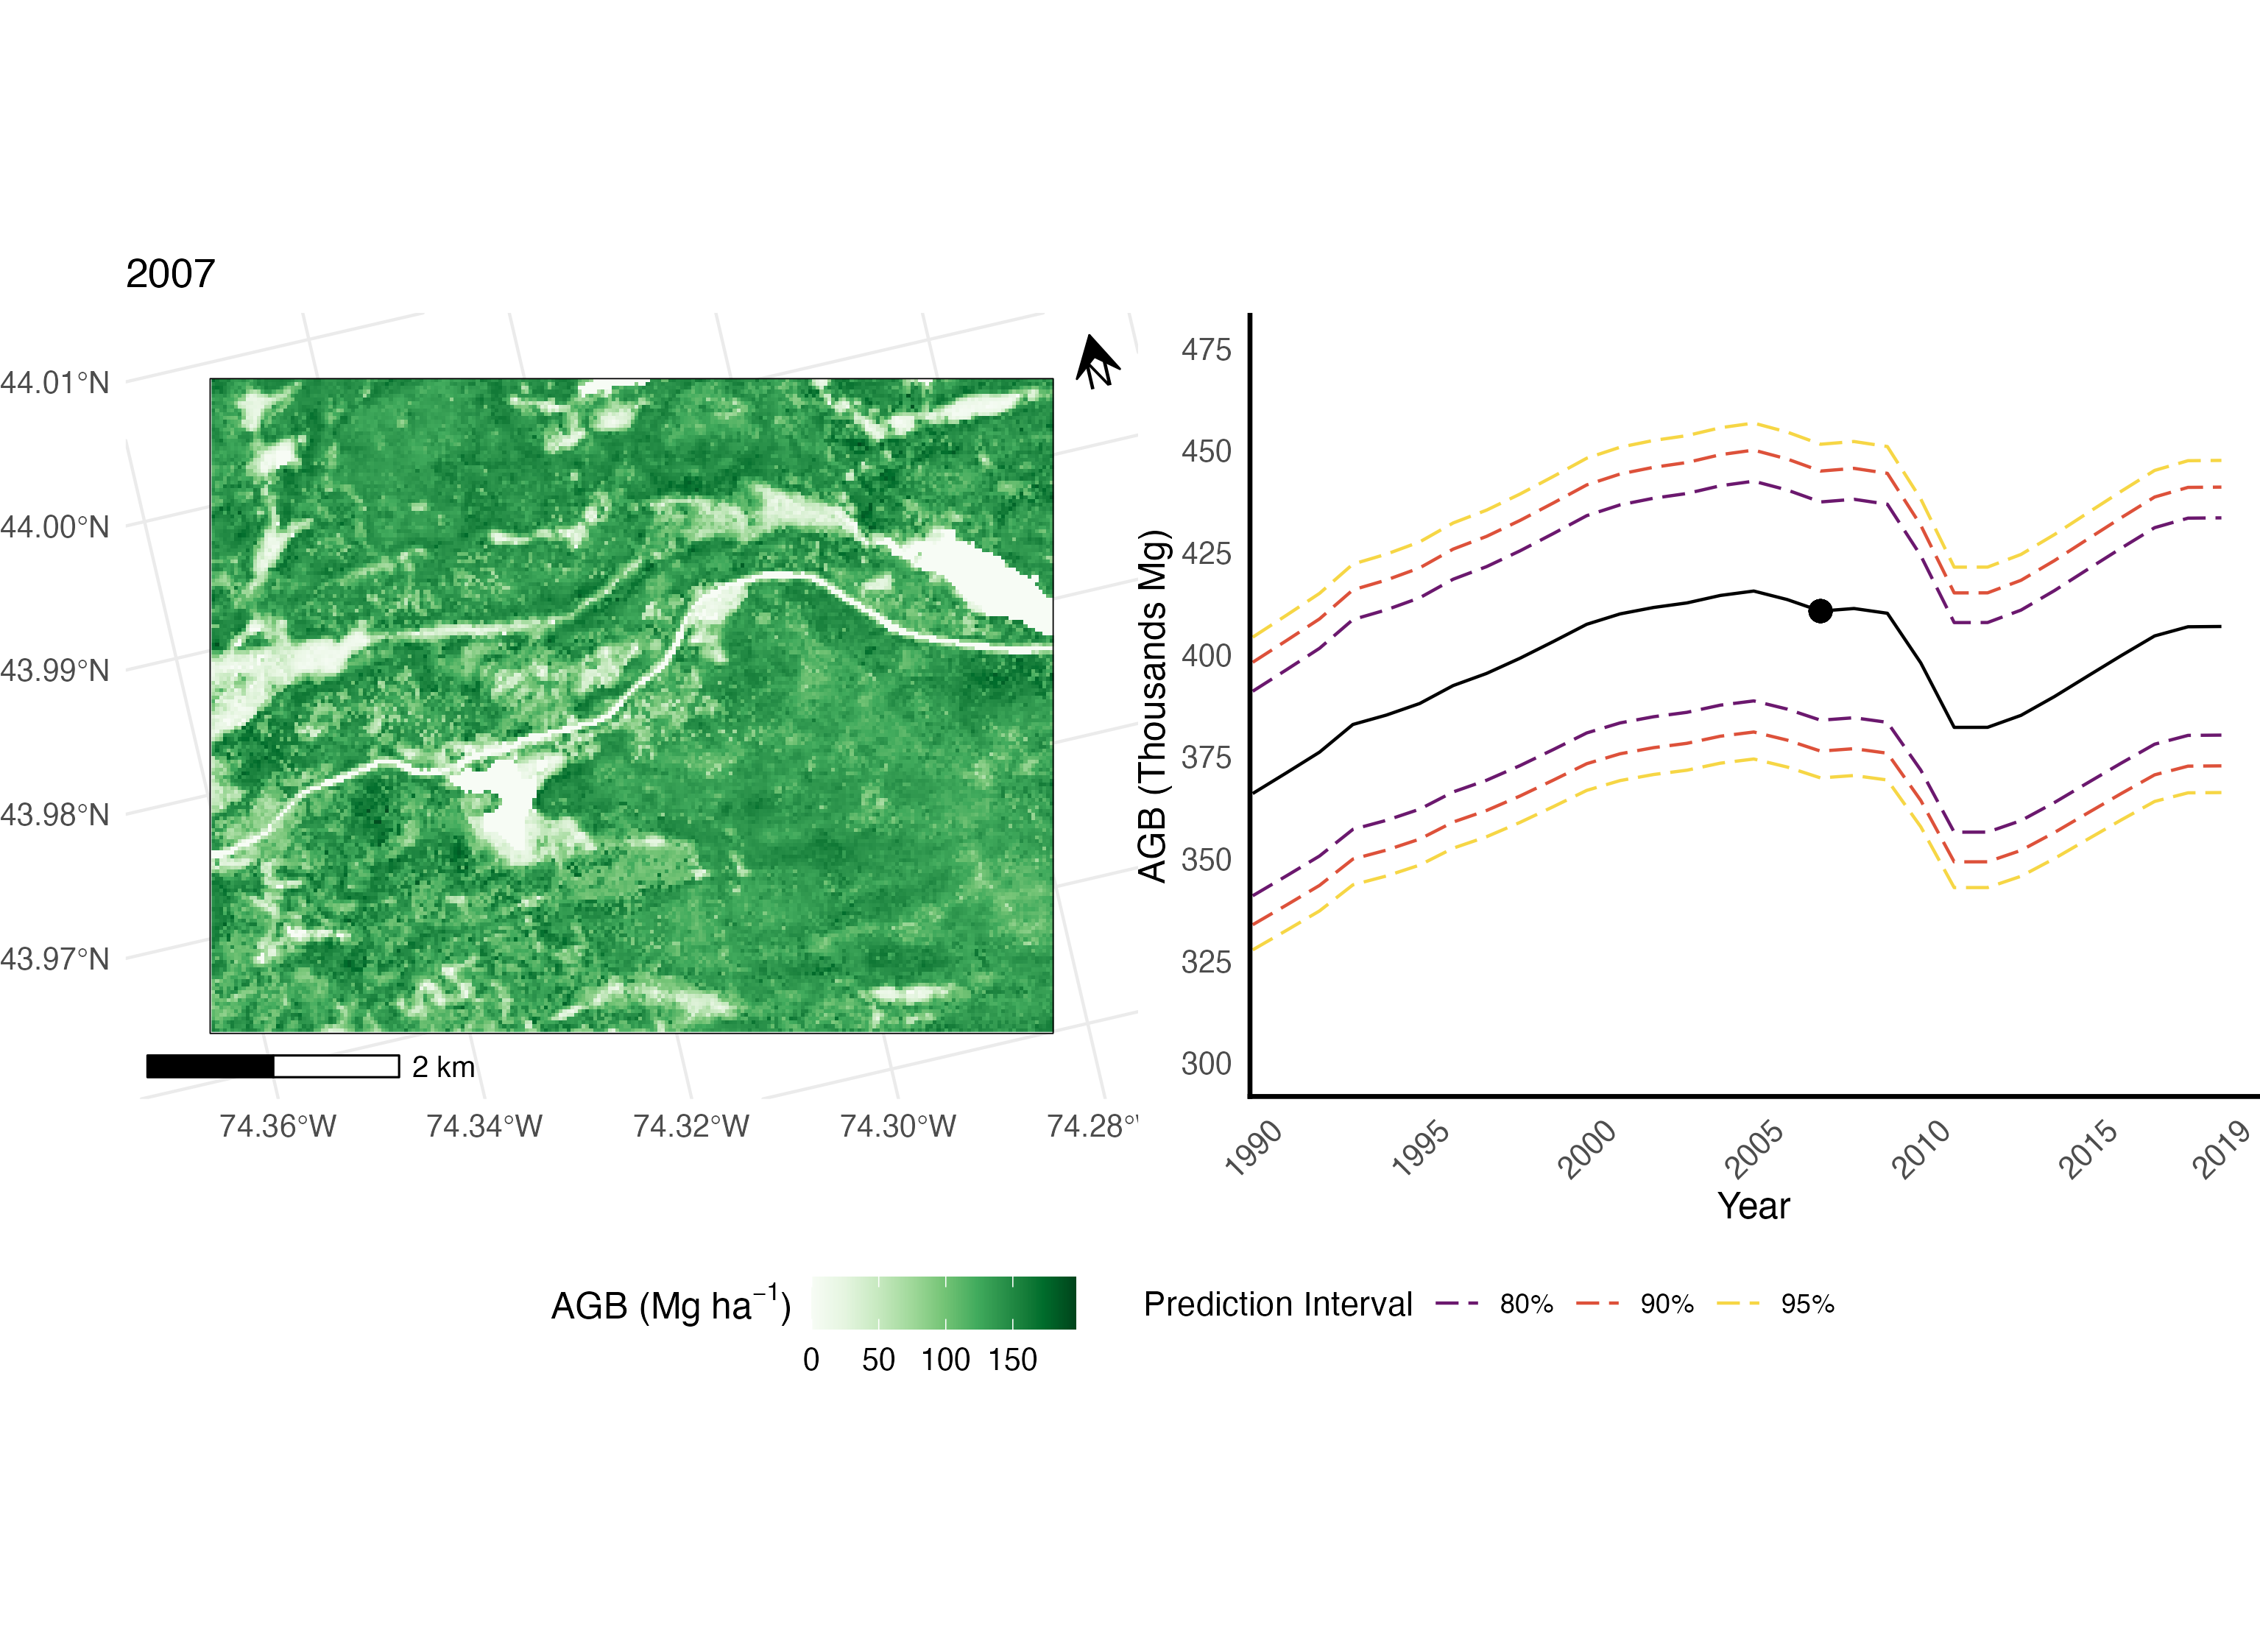 2007
44.01°N
44.00°N
43.99°N
43.98°N
43.97°N
N
2 km
74.36°W
74.34°W
74.32°W
74.30°W
74.28°
AGB (Thousands Mg)
475
450
425
400
375
350
325
300
1990
1995
2000
2005
2010
2015
2019
Year
AGB (Mg ha⁻¹)
0 50 100 150
Prediction Interval 80% 90% 95%